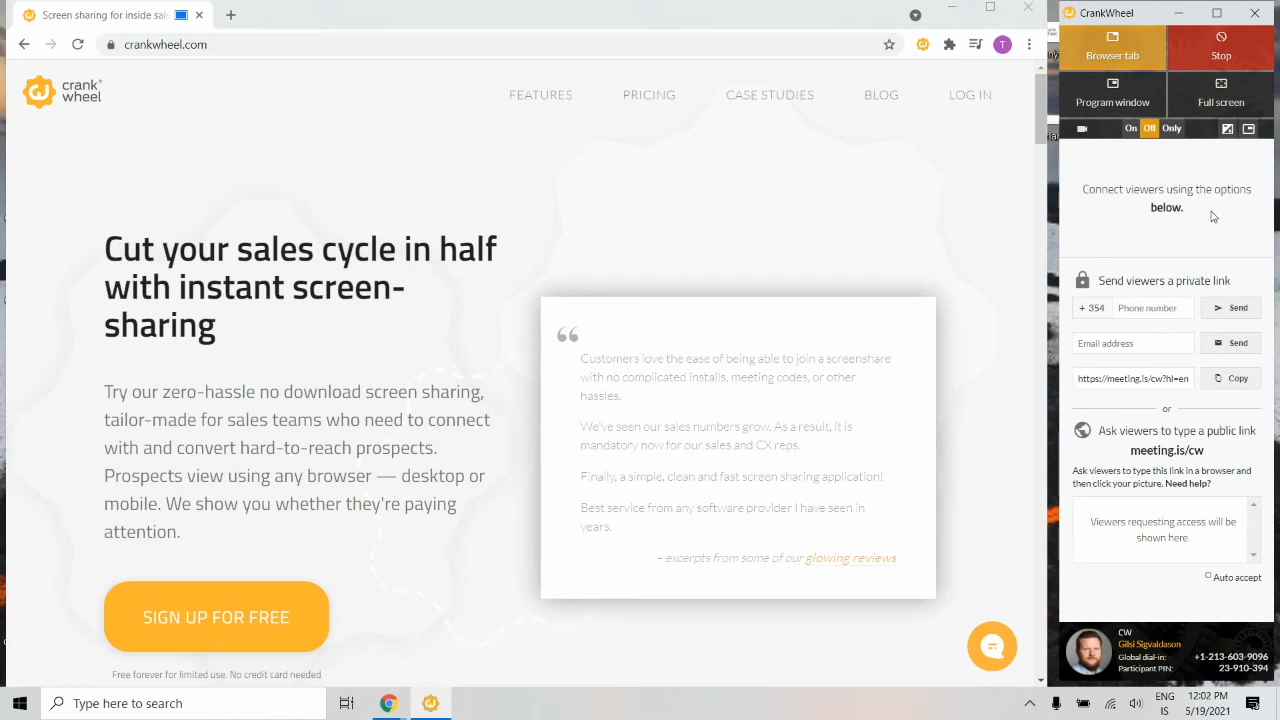 Screen sharing for inside sal
CrankWheel
crankwheel.com
T
Browser tab
Stop
crank
wheel
FEATURES
PRICING
CASE STUDIES
BLOG
LOG IN
Program window
Full screen
On
Off
Only
Cut your sales cycle in half
with instant screen-
sharing
Connect viewers using the options
below.
Try our zero-hassle no download screen sharing,
tailor-made for sales teams who need to connect
with and convert hard-to-reach prospects.
Prospects view using any browser — desktop or
mobile. We show you whether they're paying
attention.
SIGN UP FOR FREE
Free forever for limited use. No credit card needed
Customers love the ease of being able to join a screenshare
with no complicated installs, meeting codes, or other
hassles.
We've seen our sales numbers grow. As a result, it is
mandatory now for our sales and CX reps.
Finally, a simple, clean and fast screen sharing application!
Best service from any software provider I have seen in
years.
– excerpts from some of our glowing reviews
Send viewers a private link
+ 354
Phone number
Send
Email address
Send
https://meeting.is/cw?hl=en
Copy
or
Ask viewers to type a public link
meeting.is/cw
Ask viewers to type this link in a browser and
then click your picture. Need help?
Viewers requesting access will be
shown here.
Auto accept
CW
Gilsi Sigvaldason
Global dial-in:
+1-213-603-9096
Participant PIN:
23-910-394
Type here to search
ENG
IS
12:02 PM
5/19/2021